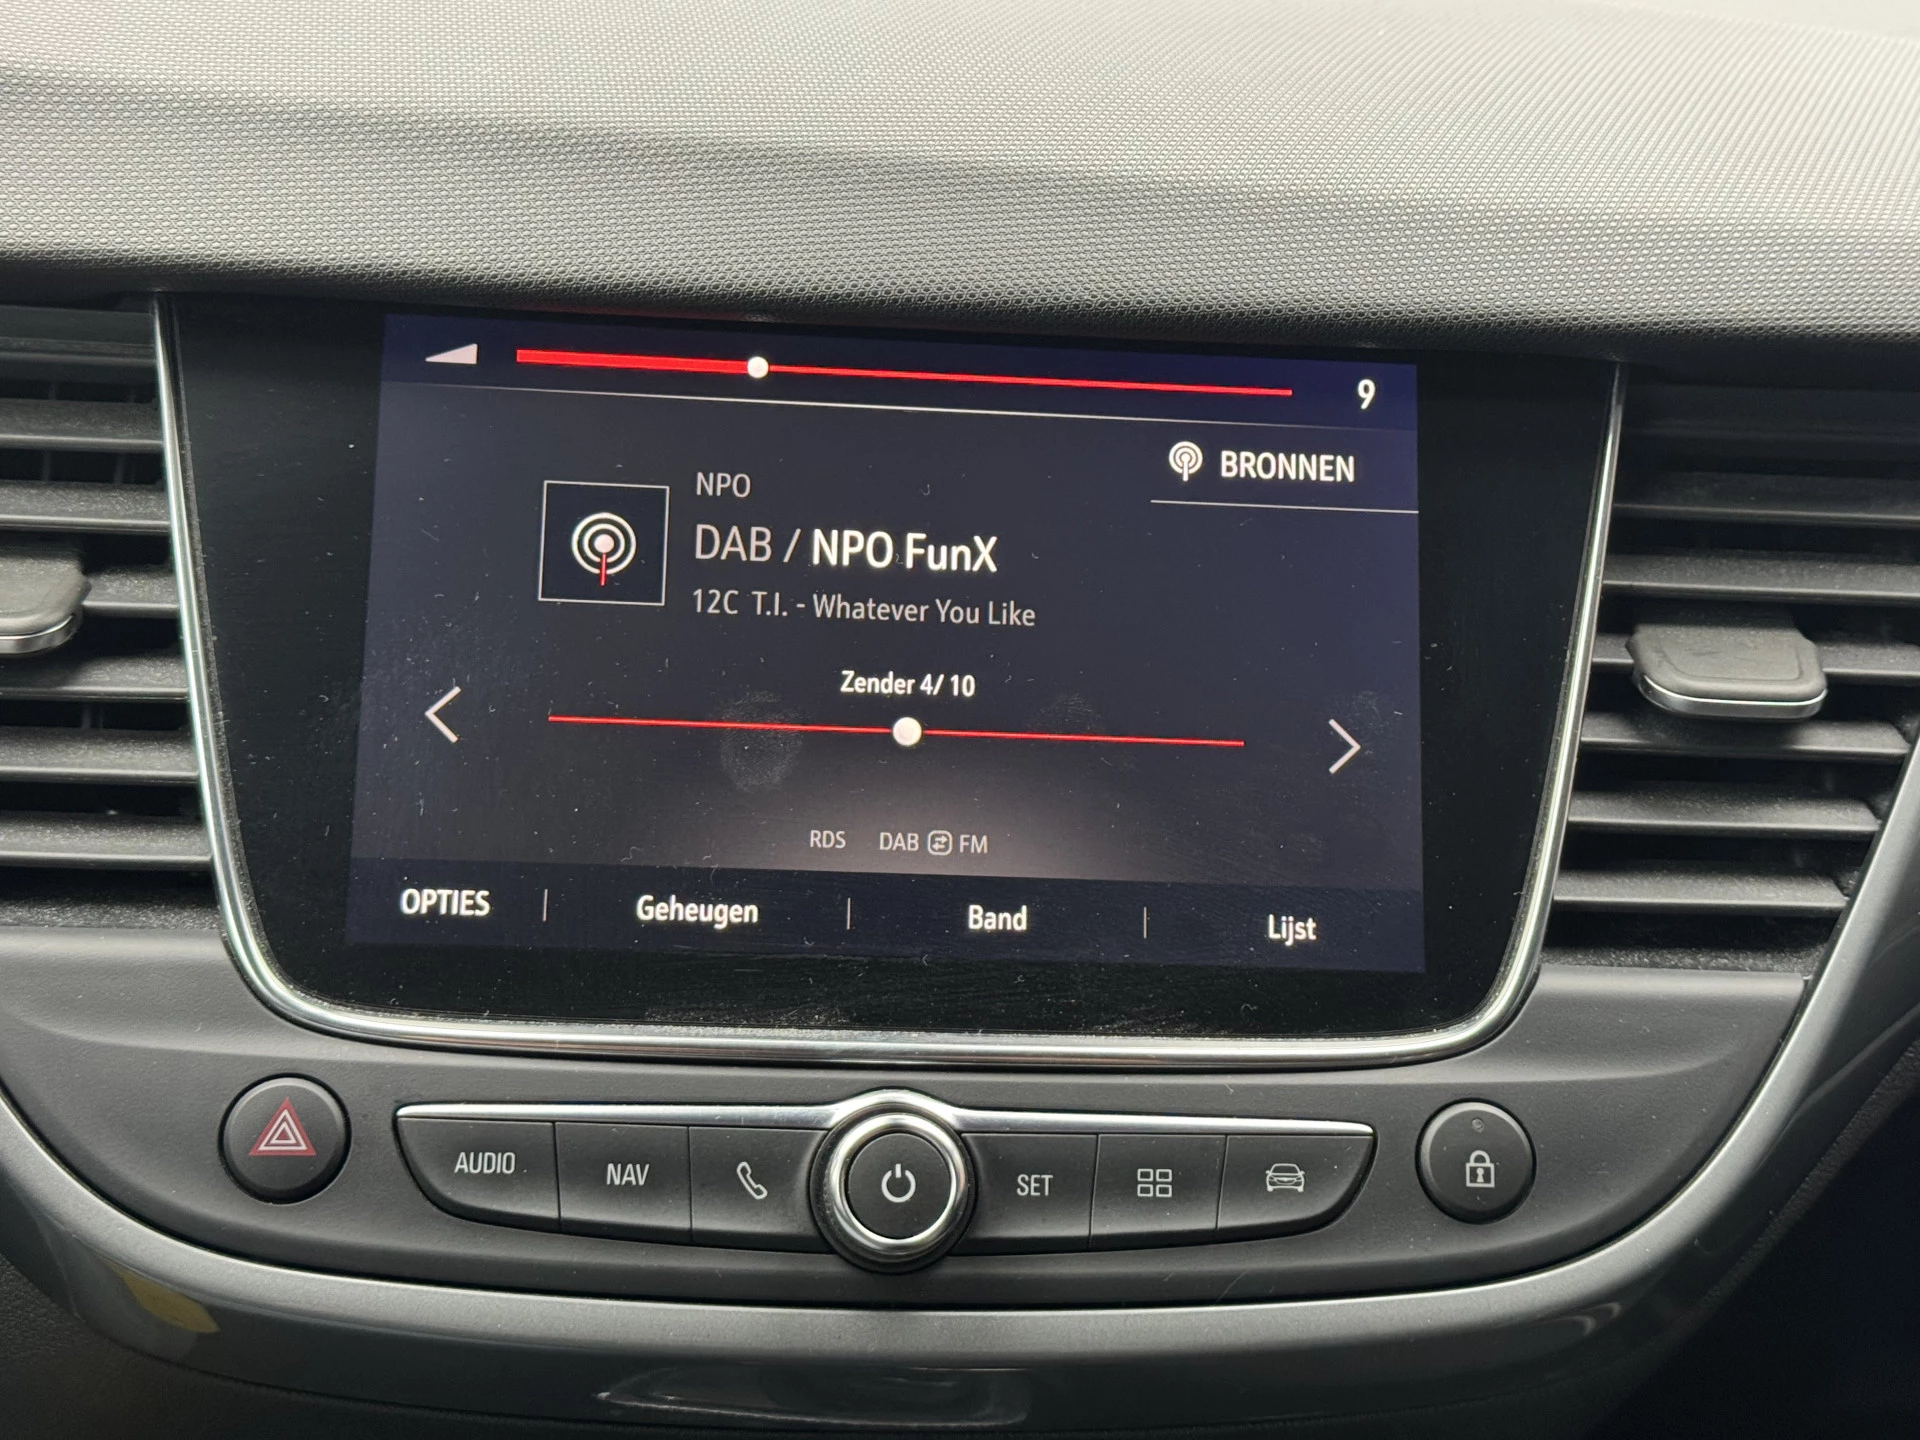 9
BRONNEN
NPO
DAB / NPO FunX
12C T.I. - Whatever You Like
Zender 4/ 10
RDS DAB FM
OPTIES Geheugen Band Lijst
AUDIO NAV SET